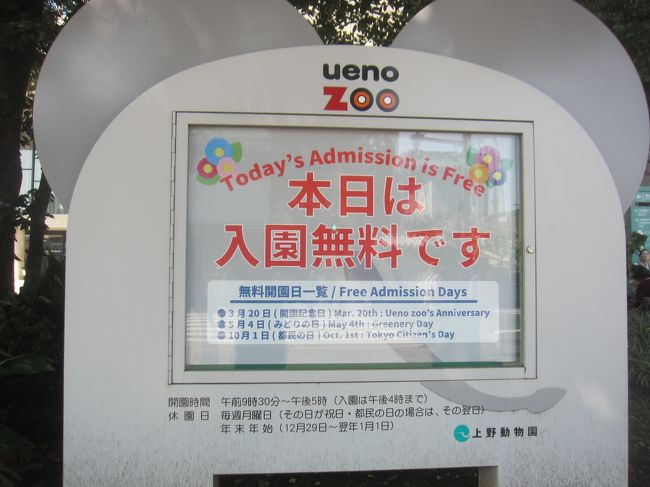 ueno
ZOO
Today's Admission is Free
本日は
入園無料です
無料開園日一覧 / Free Admission Days
●3月20日(開園記念日) Mar. 20th : Ueno zoo's Anniversary
●5月4日(みどりの日) May 4th : Greenery Day
●10月1日(都民の日) Oct. 1st : Tokyo Citizen's Day
開園時間 午前9時30分～午後5時（入園は午後4時まで）
休園日 毎週月曜日（その日が祝日・都民の日の場合は、その翌日）
年末年始（12月29日～翌年1月1日）
上野動物園